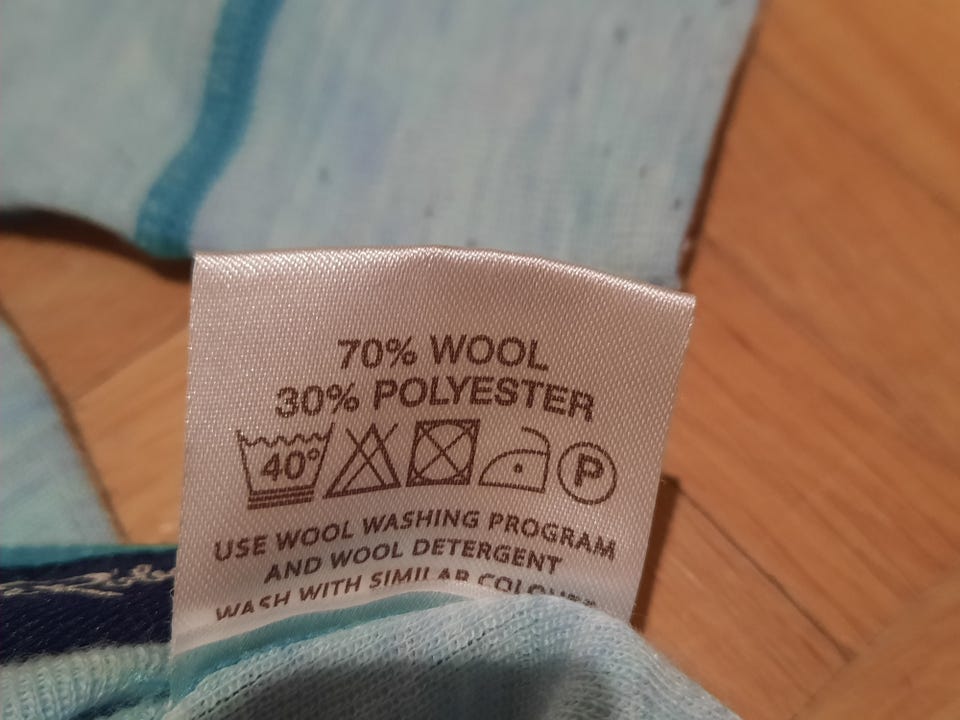 70% WOOL
30% POLYESTER
40°
P
USE WOOL WASHING PROGRAM
AND WOOL DETERGENT
WASH WITH SIMILAR